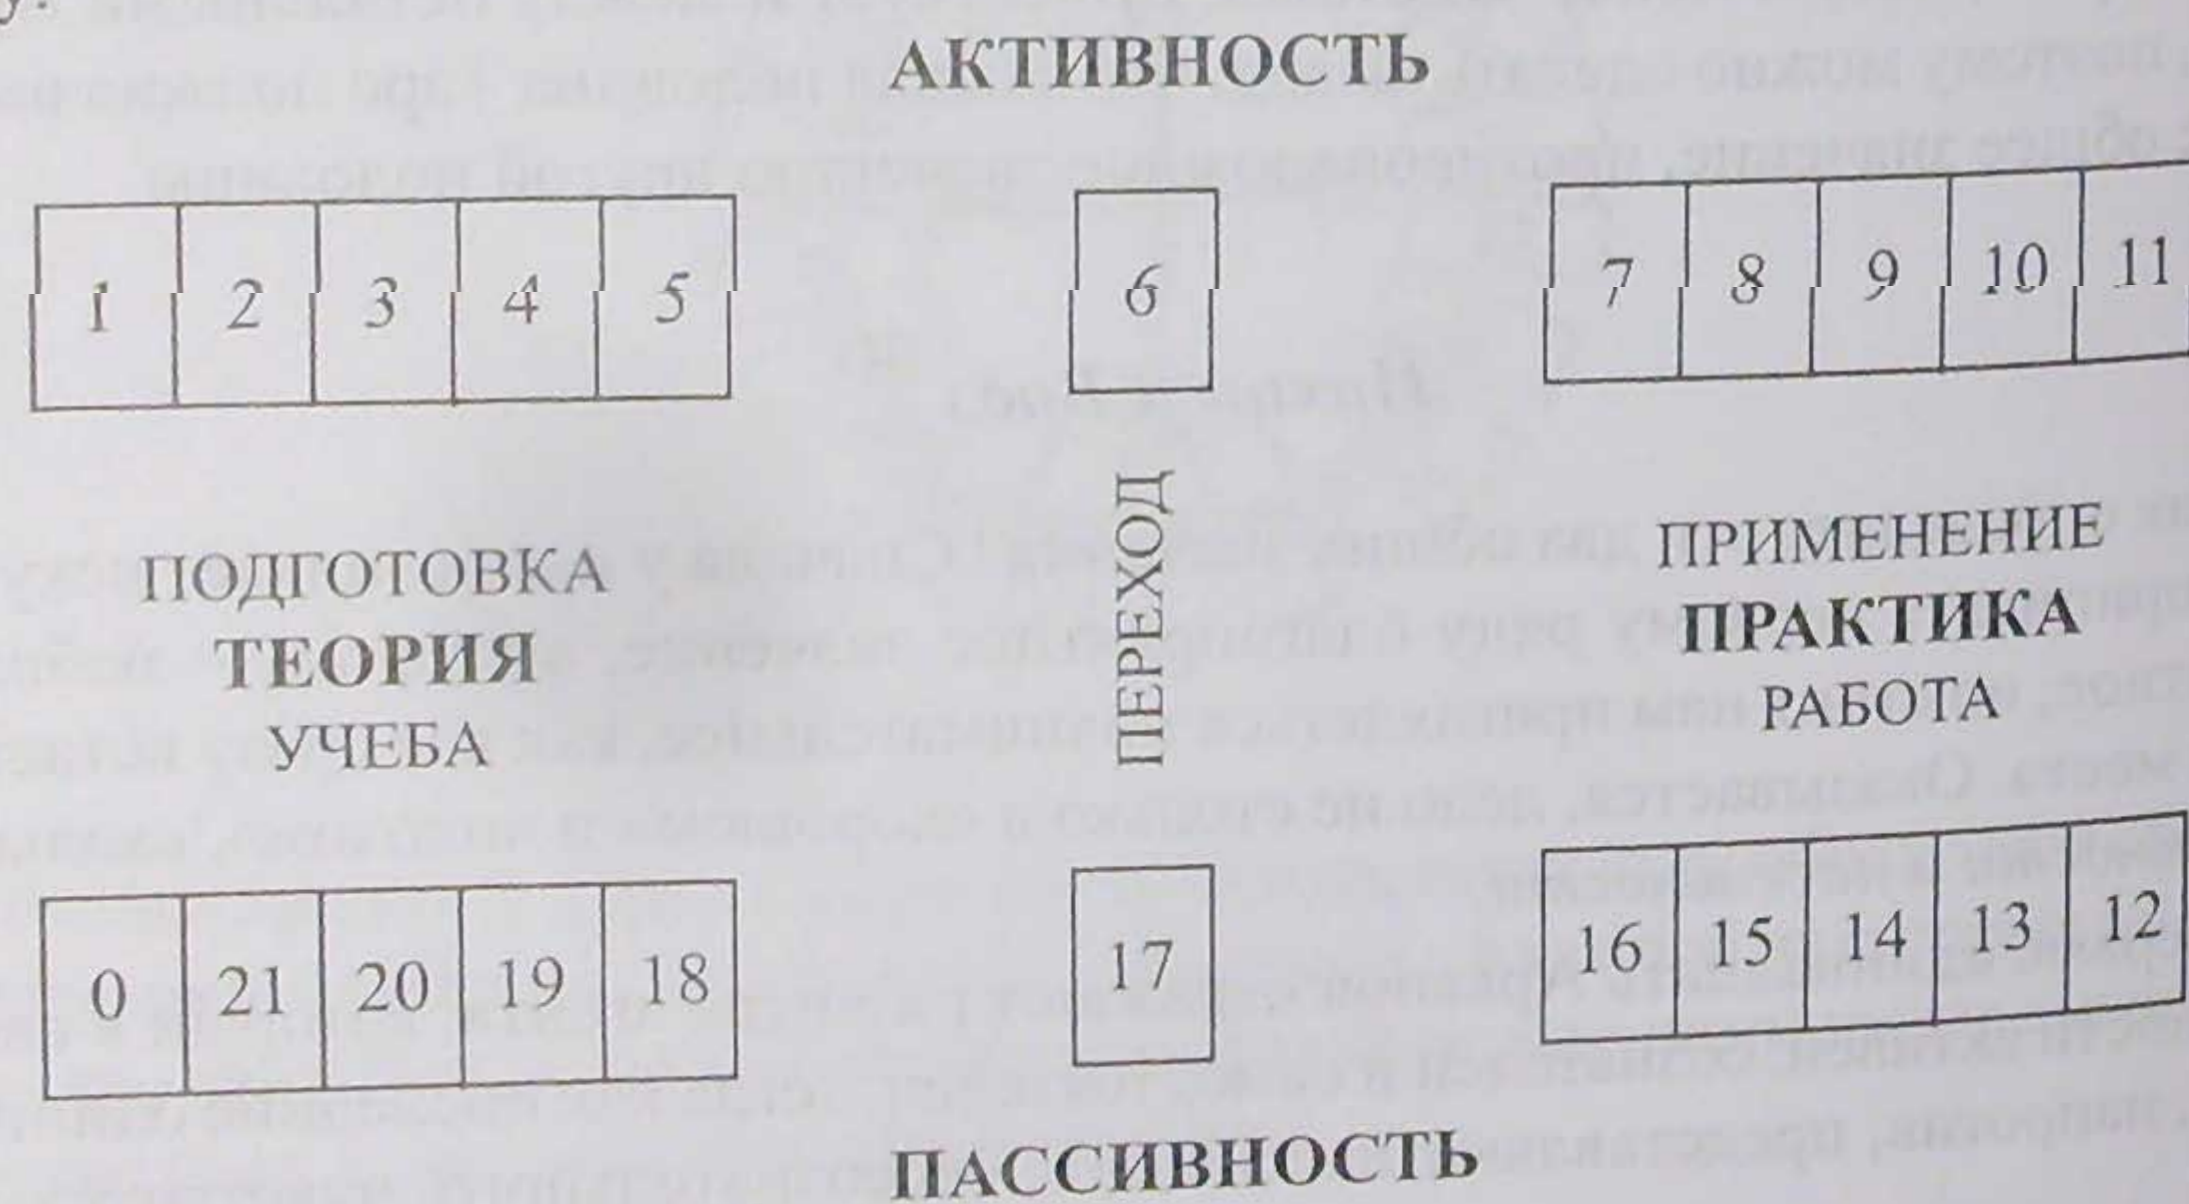 АКТИВНОСТЬ
1 2 3 4 5 6 7 8 9 10 11
ПОДГОТОВКА
ТЕОРИЯ
УЧЕБА
ПЕРЕХОД
ПРИМЕНЕНИЕ
ПРАКТИКА
РАБОТА
0 21 20 19 18 17 16 15 14 13 12
ПАССИВНОСТЬ